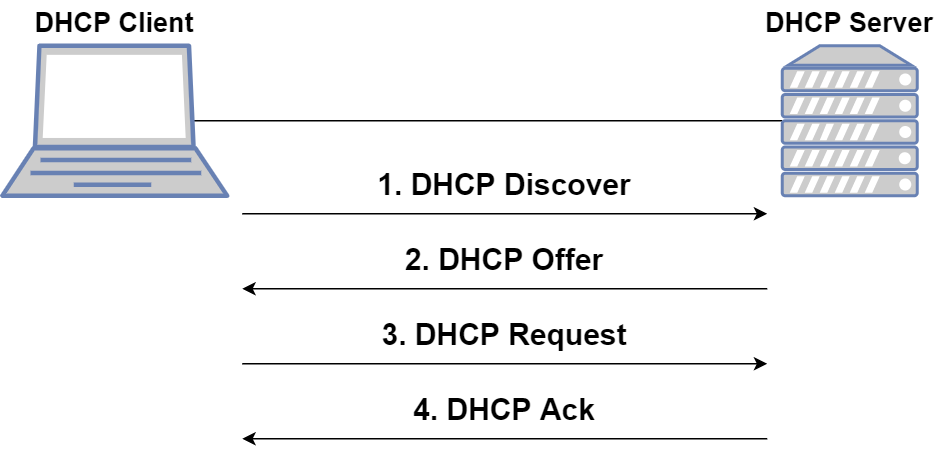 DHCP Client
DHCP Server
1. DHCP Discover
2. DHCP Offer
3. DHCP Request
4. DHCP Ack